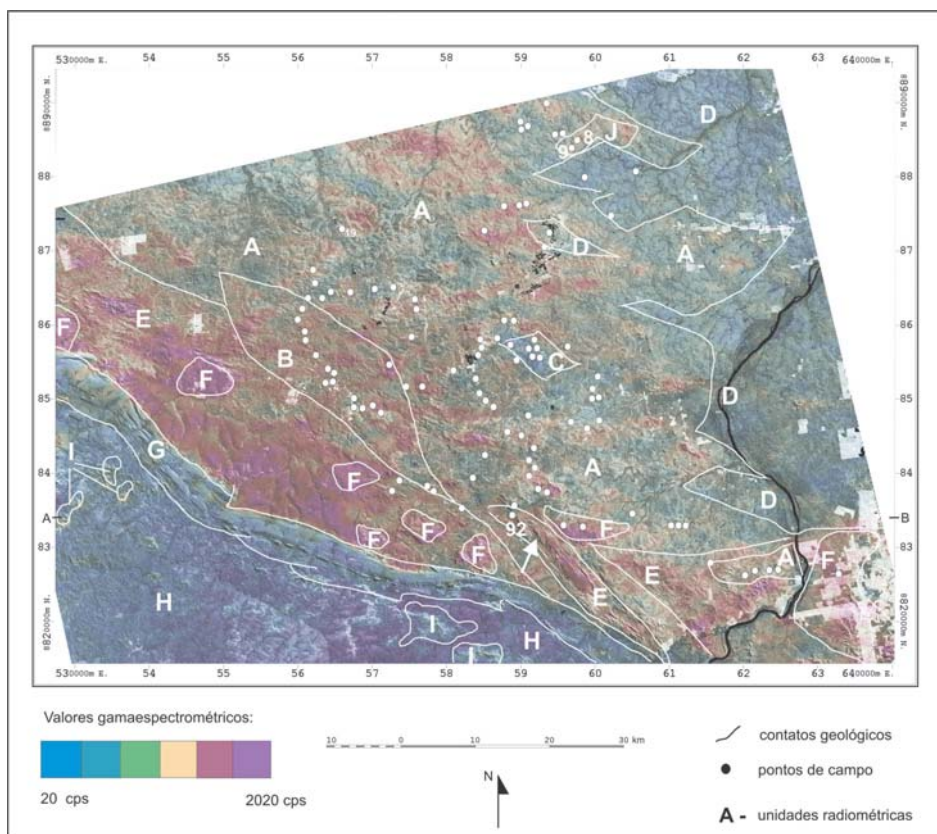 530000m E. 54 55 56 57 58 59 60 61 62 63 640000m E.
8890000m N. 8890000m N.
D
8 J
9
88 88
A D
19
A A
87 D 87
E
F 86 86
B C
F
85 D 85
I G
84 F A D 84
A 92 F B
83 F F A F 83
F E
E
H
I H
8820000m N. 8820000m N.
I
530000m E. 54 55 56 57 58 59 60 61 62 63 640000m E.
Valores gamaespectrométricos:
20 cps 2020 cps
10 0 10 20 30 km
N
contatos geológicos
pontos de campo
A - unidades radiométricas